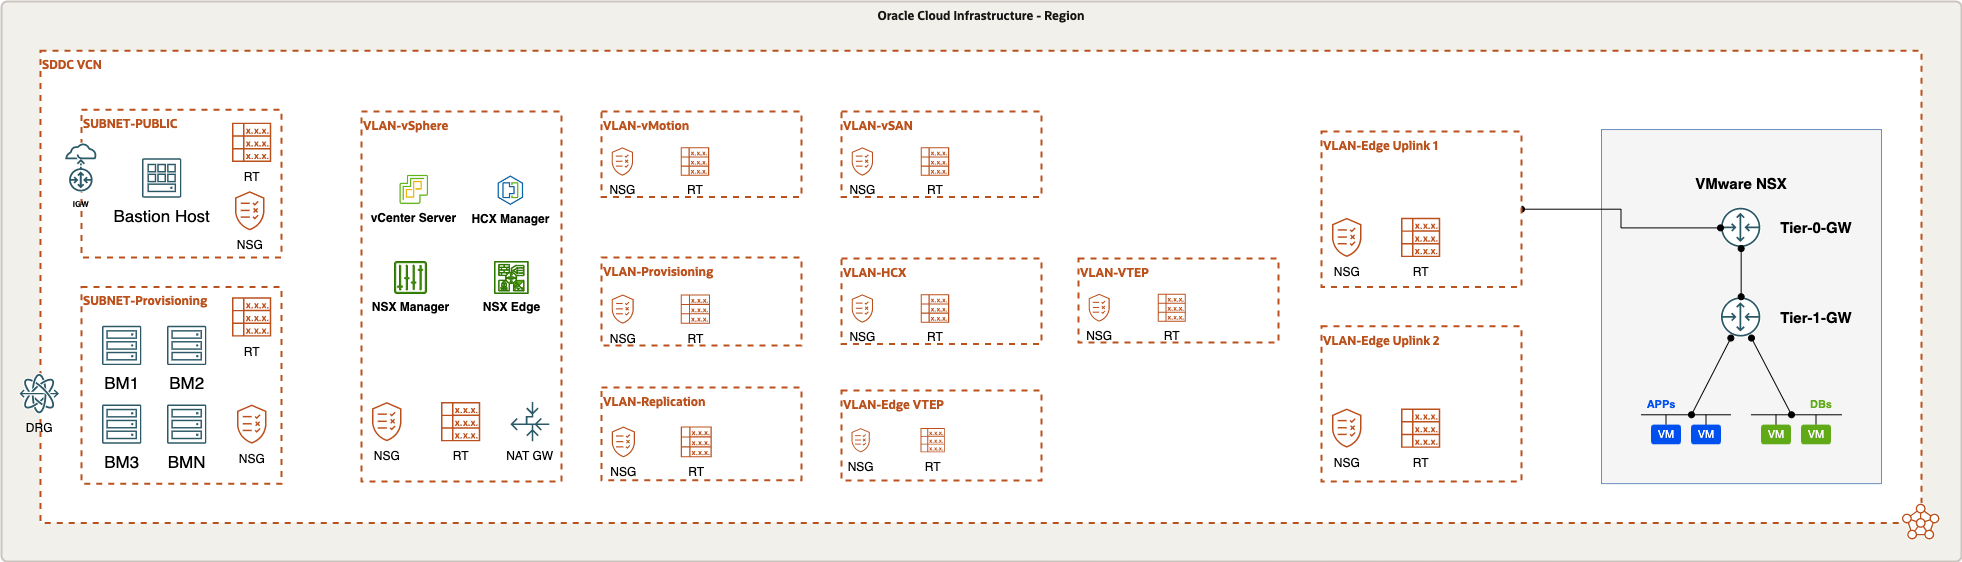 Oracle Cloud Infrastructure - Region
SDDC VCN
SUBNET-PUBLIC
x.x.x.
x.x.x.
x.x.x.
RT
IGW
Bastion Host
NSG
SUBNET-Provisioning
x.x.x.
x.x.x.
x.x.x.
RT
BM1
BM2
BM3
BMN
NSG
DRG
VLAN-vSphere
vCenter Server
HCX Manager
NSX Manager
NSX Edge
x.x.x.
x.x.x.
x.x.x.
NSG
RT
NAT GW
VLAN-vMotion
x.x.x.
x.x.x.
x.x.x.
NSG
RT
VLAN-vSAN
x.x.x.
x.x.x.
x.x.x.
NSG
RT
VLAN-Provisioning
x.x.x.
x.x.x.
x.x.x.
NSG
RT
VLAN-HCX
x.x.x.
x.x.x.
x.x.x.
NSG
RT
VLAN-VTEP
x.x.x.
x.x.x.
x.x.x.
NSG
RT
VLAN-Replication
x.x.x.
x.x.x.
x.x.x.
NSG
RT
VLAN-Edge VTEP
x.x.x.
x.x.x.
x.x.x.
NSG
RT
VLAN-Edge Uplink 1
x.x.x.
x.x.x.
x.x.x.
NSG
RT
VLAN-Edge Uplink 2
x.x.x.
x.x.x.
x.x.x.
NSG
RT
VMware NSX
Tier-0-GW
Tier-1-GW
APPs
DBs
VM
VM
VM
VM